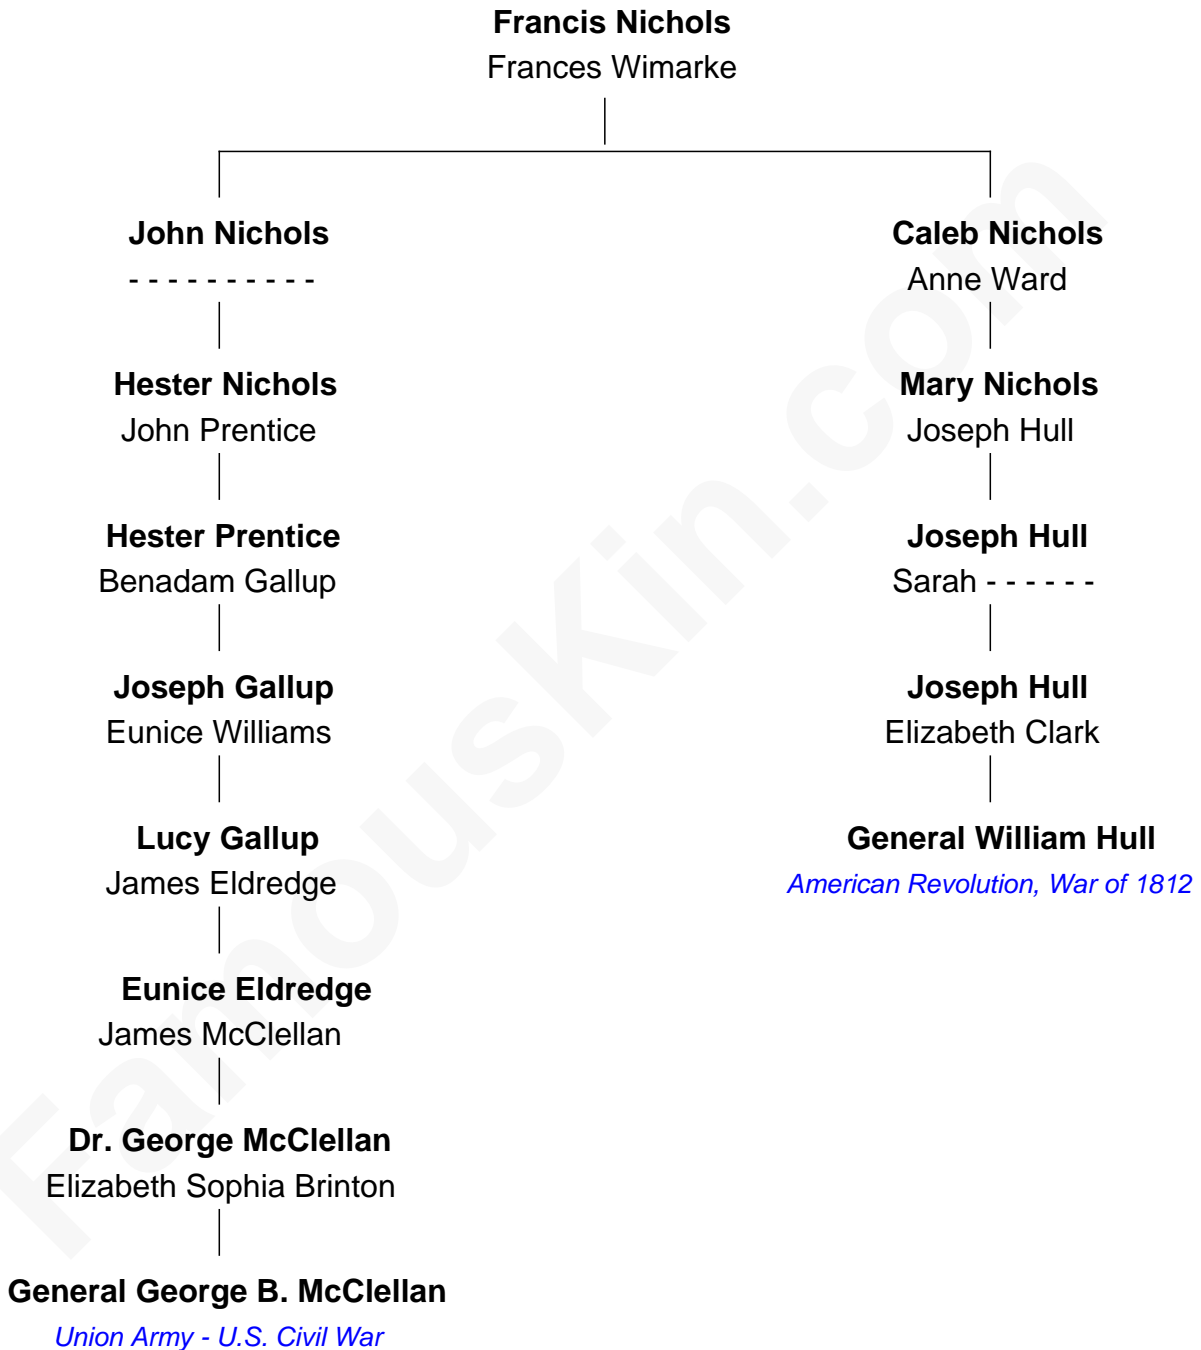 Francis Nichols
Frances Wimarke
John Nichols
- - - - - - - - - -
Hester Nichols
John Prentice
Hester Prentice
Benadam Gallup
Joseph Gallup
Eunice Williams
Lucy Gallup
James Eldredge
Eunice Eldredge
James McClellan
Dr. George McClellan
Elizabeth Sophia Brinton
General George B. McClellan
Union Army - U.S. Civil War
Caleb Nichols
Anne Ward
Mary Nichols
Joseph Hull
Joseph Hull
Sarah - - - - - -
Joseph Hull
Elizabeth Clark
General William Hull
American Revolution, War of 1812
FamousKin.com